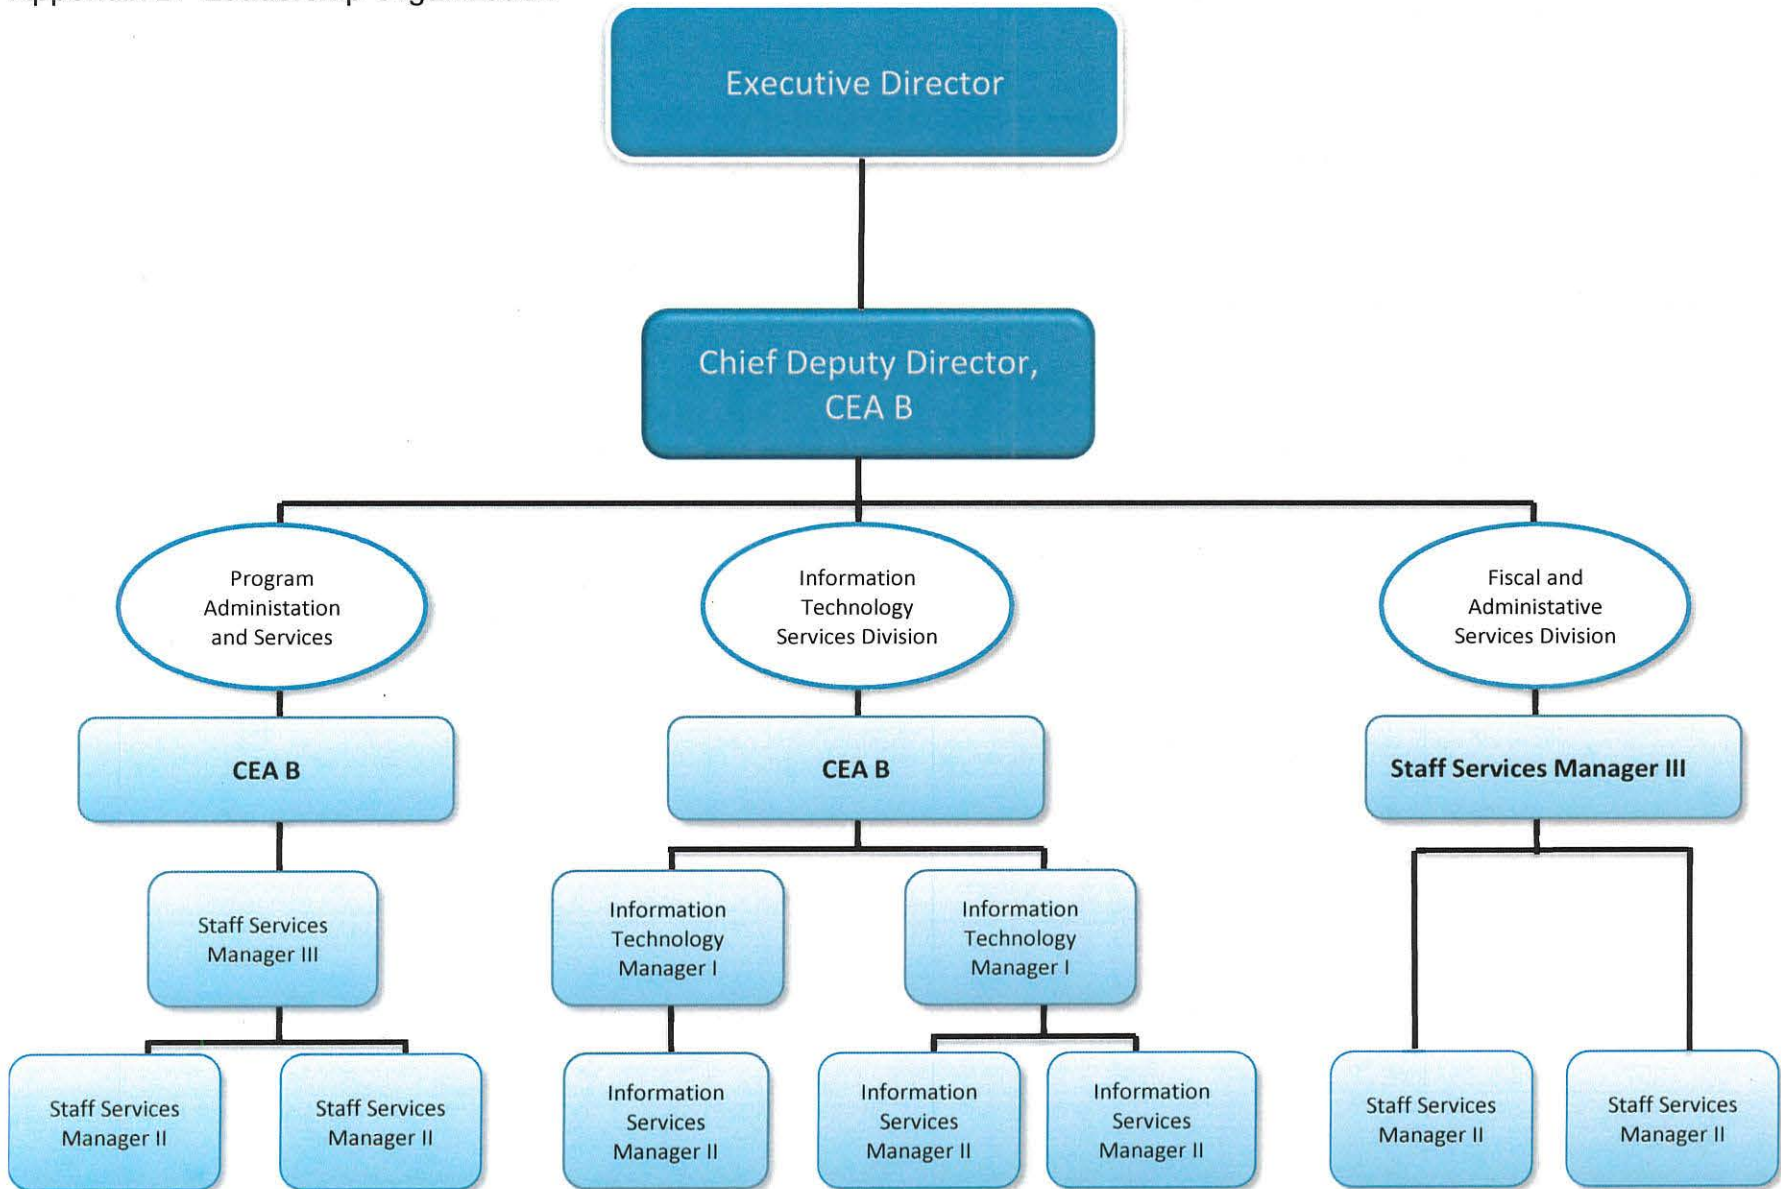 Executive Director
Chief Deputy Director,
CEA B
Program
Administation
and Services
Information
Technology
Services Division
Fiscal and
Administative
Services Division
CEA B
CEA B
Staff Services Manager III
Staff Services
Manager III
Information
Technology
Manager I
Information
Technology
Manager I
Staff Services
Manager II
Staff Services
Manager II
Information
Services
Manager II
Information
Services
Manager II
Information
Services
Manager II
Staff Services
Manager II
Staff Services
Manager II